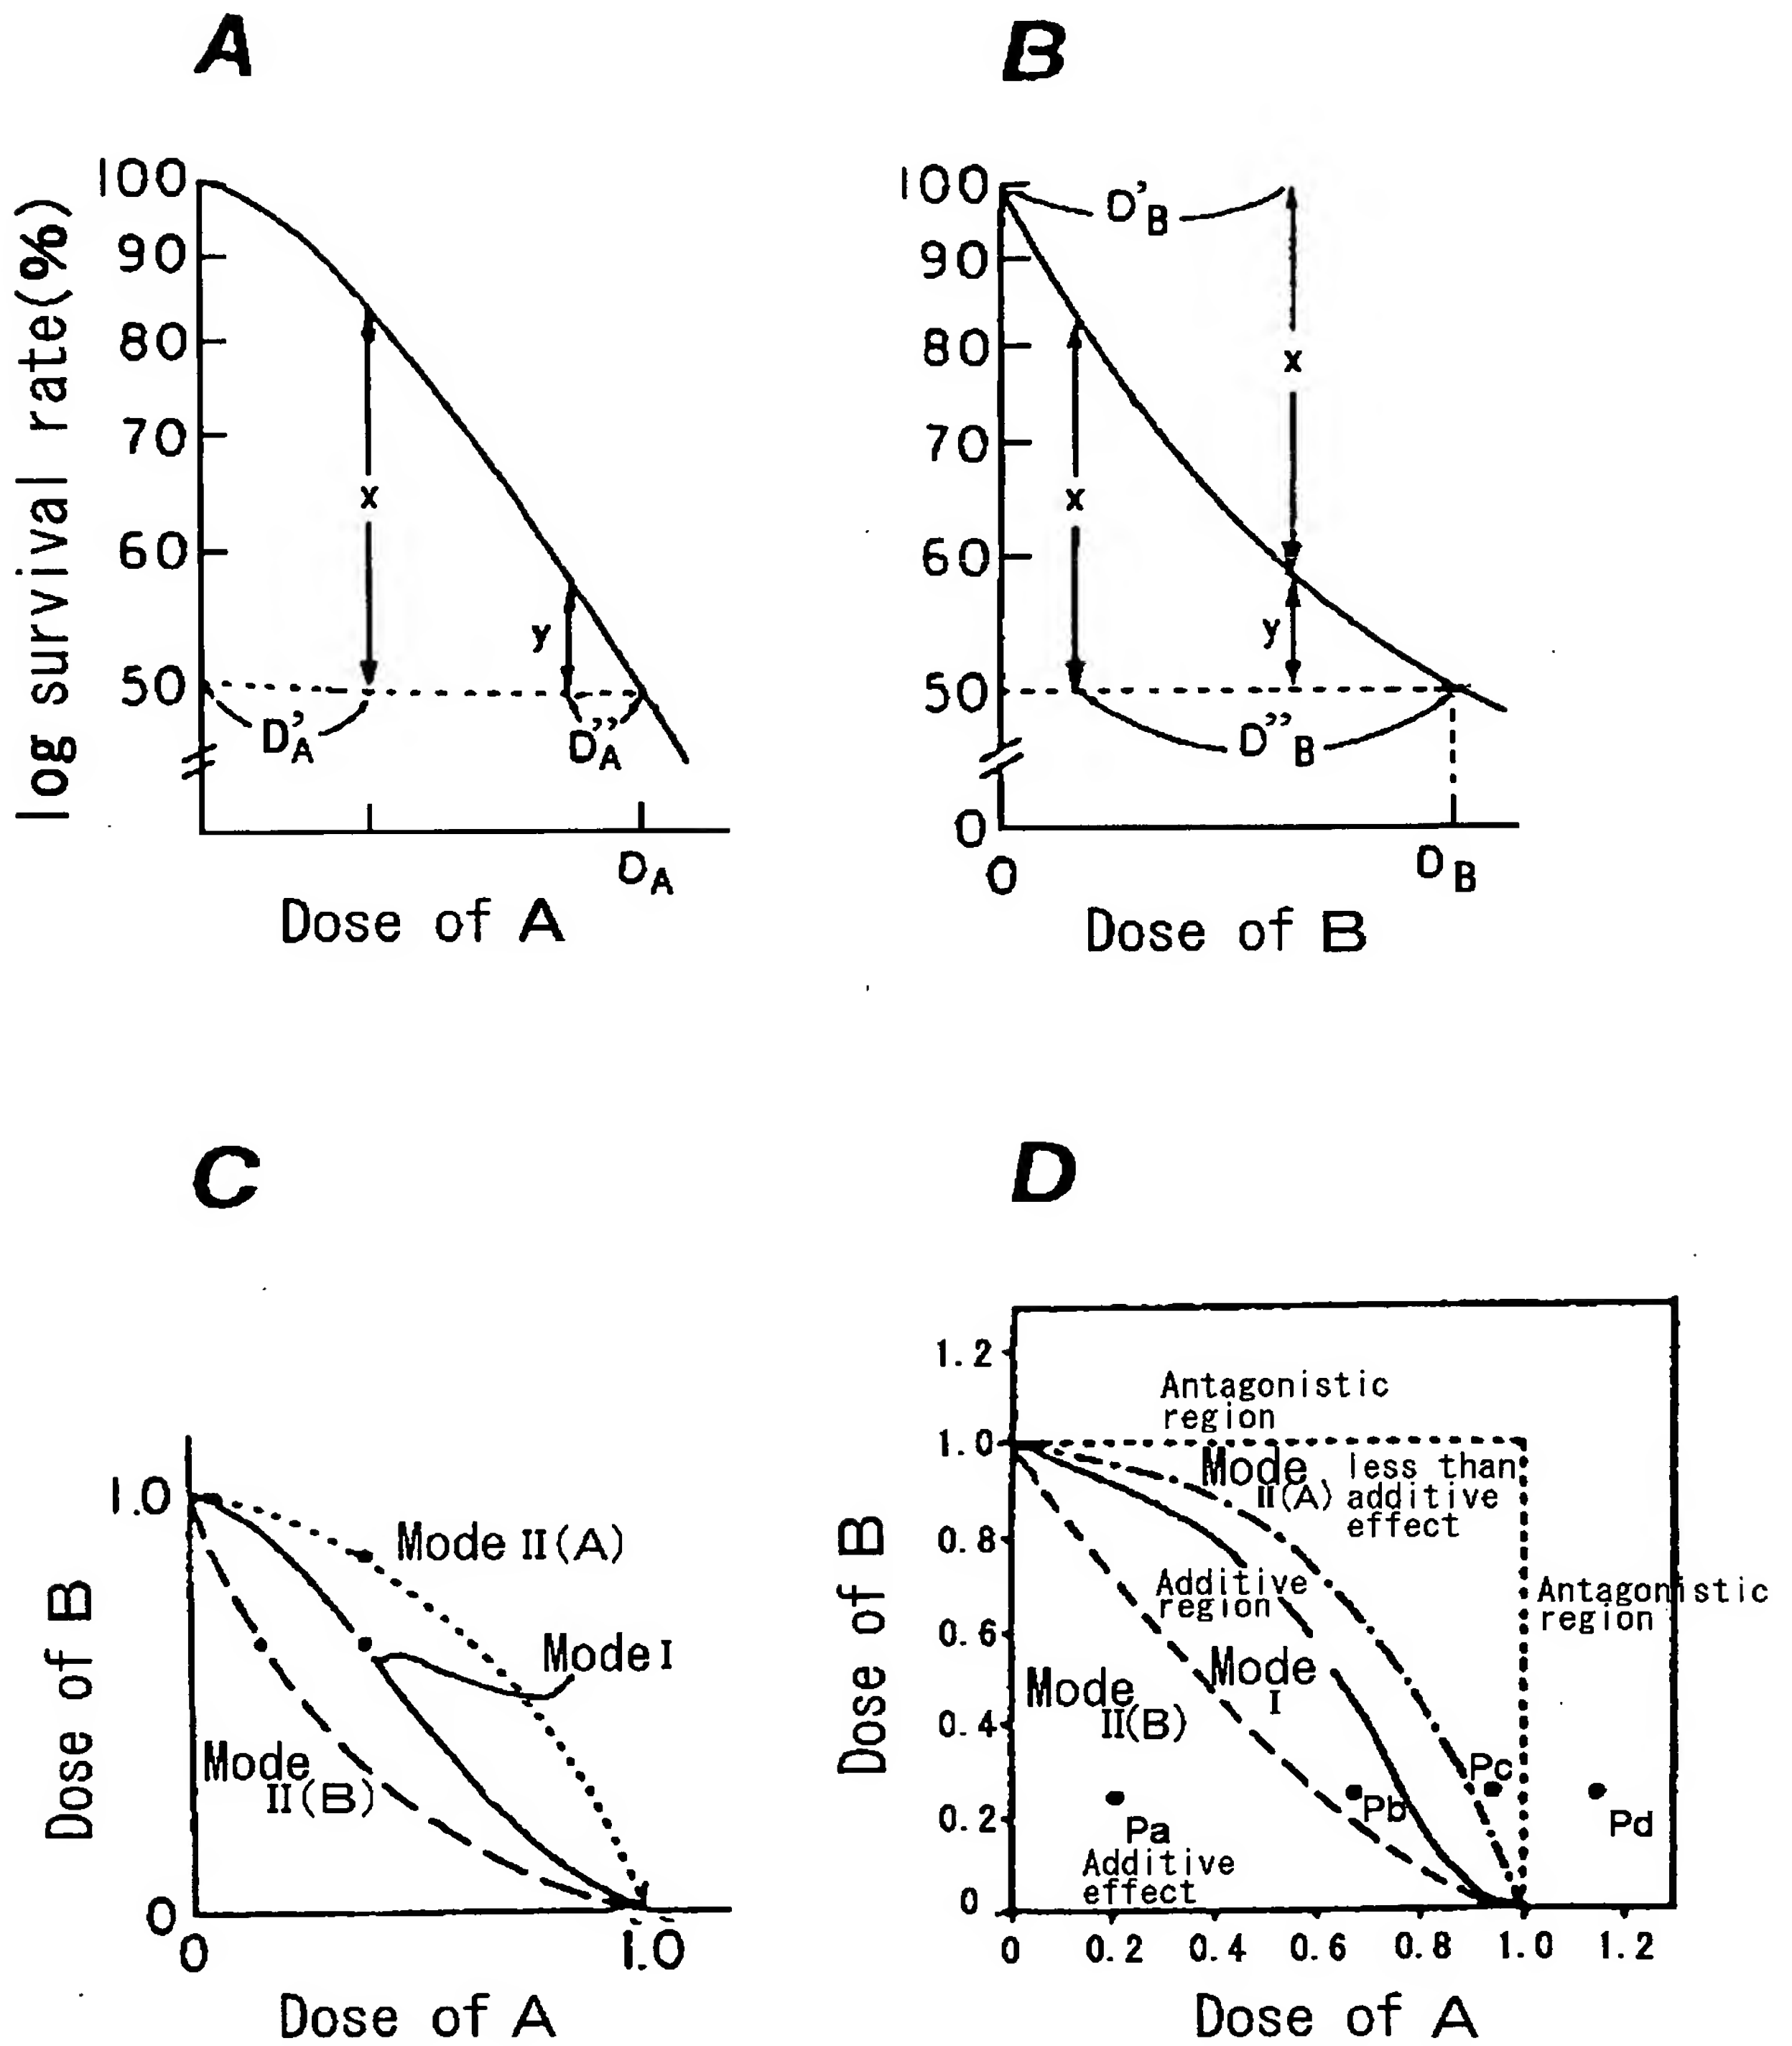 A
log survival rate(%)
100
90
80
70
60
50
x
y
D'A
D''A
DA
Dose of A
B
100
90
80
70
60
50
0
D'B
x
x
y
D''B
0
DB
Dose of B
C
Dose of B
1.0
0
Mode II(A)
Mode I
Mode
II(B)
0
1.0
Dose of A
D
Dose of B
1.2
1.0
0.8
0.6
0.4
0.2
0
Antagonistic
region
Mode
II(A)
less than
additive
effect
Additive
region
Antagonistic
region
Mode
I
Mode
II(B)
Pa
Pb
Pc
Pd
Additive
effect
0 0.2 0.4 0.6 0.8 1.0 1.2
Dose of A